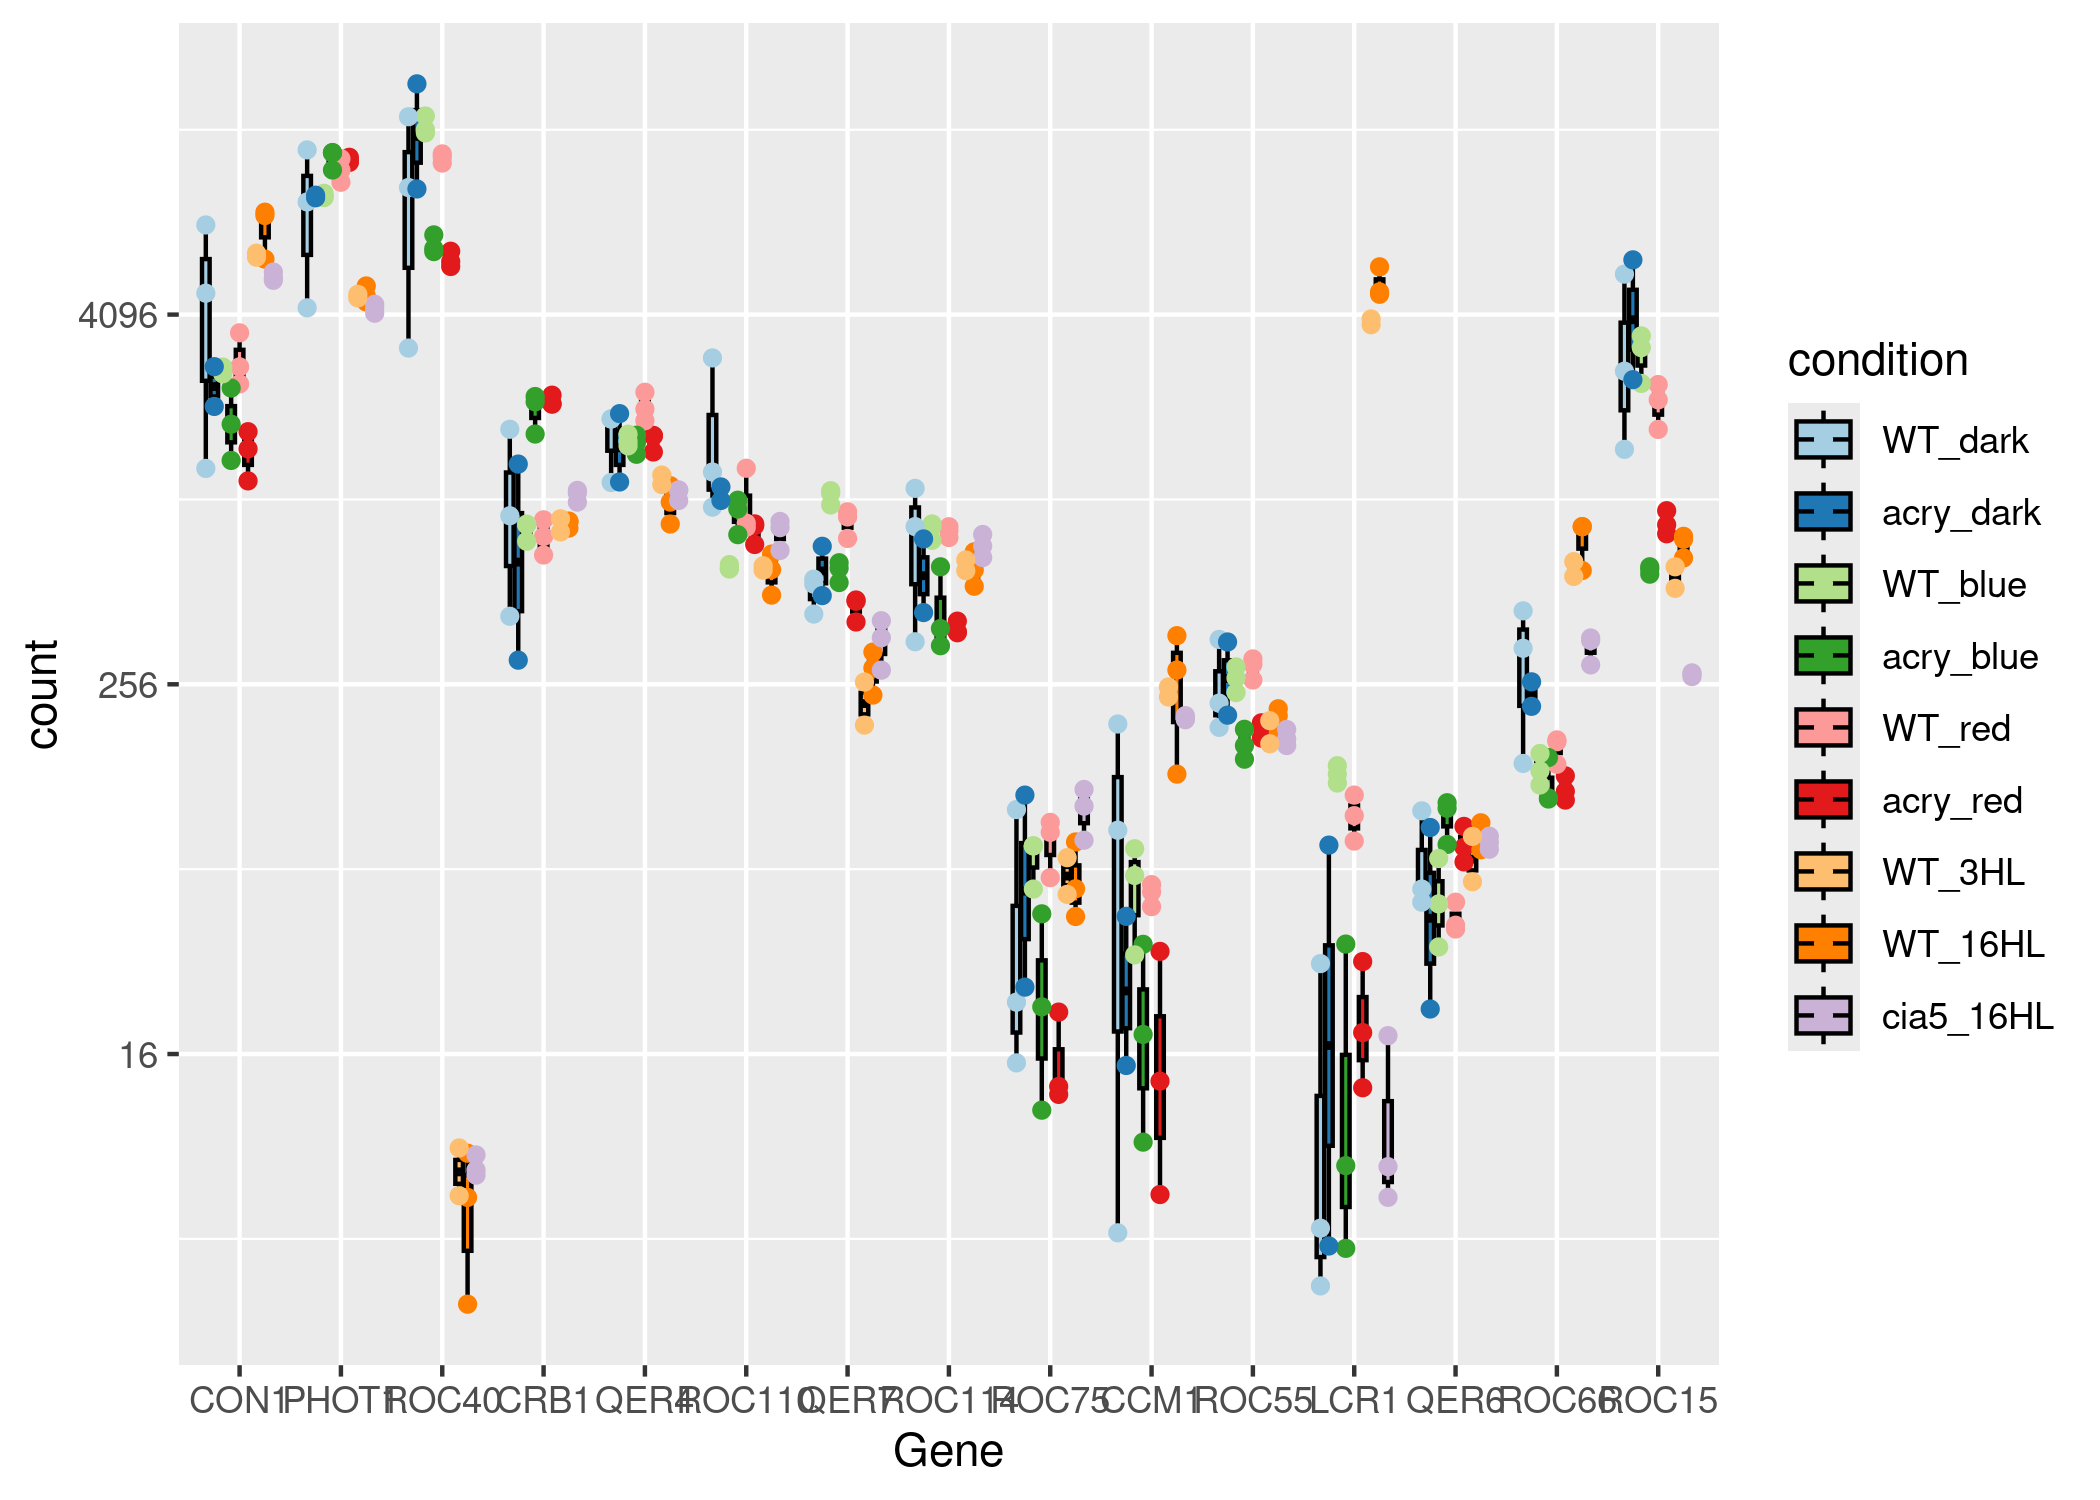 4096
256
16
count
CON1 PHOT1 ROC40 CRB1 QER4 ROC110 QER7 ROC114 ROC75 CCM1 ROC55 LCR1 QER6 ROC66 ROC15
Gene
condition
WT_dark
acry_dark
WT_blue
acry_blue
WT_red
acry_red
WT_3HL
WT_16HL
cia5_16HL